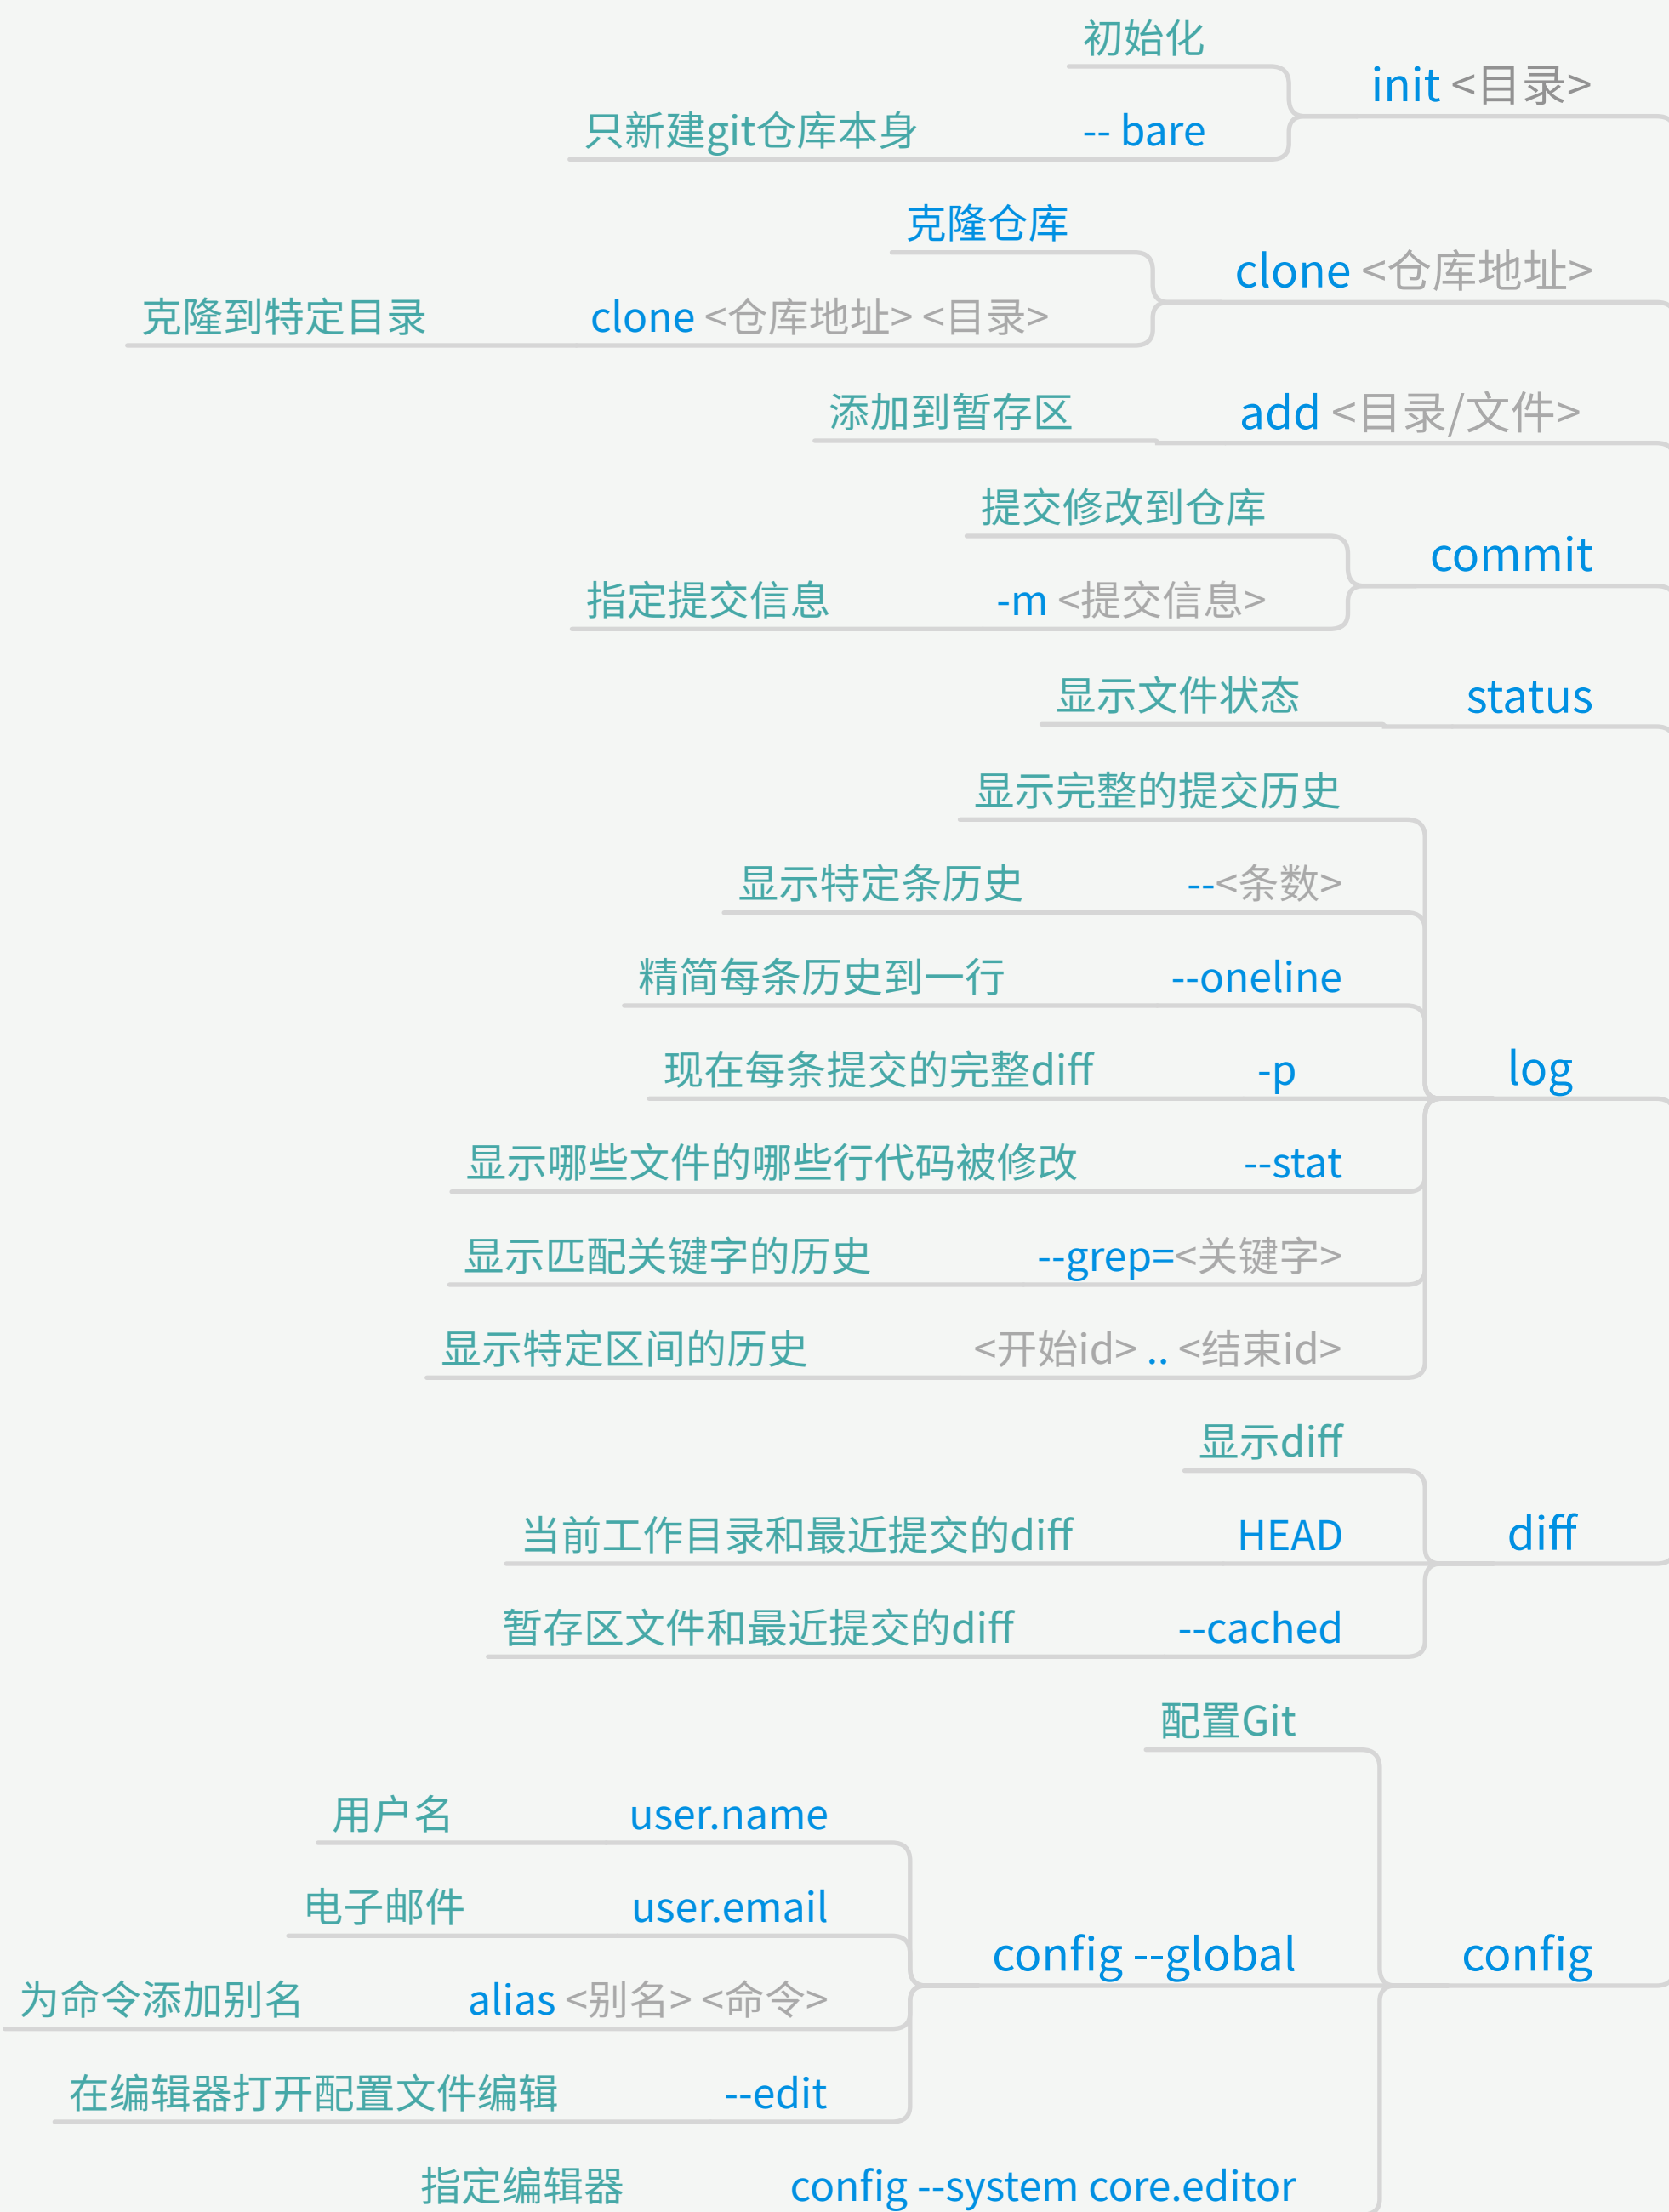 初始化
init <目录>
只新建git仓库本身 -- bare
克隆仓库
clone <仓库地址>
克隆到特定目录 clone <仓库地址> <目录>
添加到暂存区 add <目录/文件>
提交修改到仓库
commit
指定提交信息 -m <提交信息>
显示文件状态 status
显示完整的提交历史
显示特定条历史 --<条数>
精简每条历史到一行 --oneline
现在每条提交的完整diff -p
log
显示哪些文件的哪些行代码被修改 --stat
显示匹配关键字的历史 --grep=<关键字>
显示特定区间的历史 <开始id> .. <结束id>
显示diff
当前工作目录和最近提交的diff HEAD
diff
暂存区文件和最近提交的diff --cached
配置Git
用户名 user.name
电子邮件 user.email
config --global
config
为命令添加别名 alias <别名> <命令>
在编辑器打开配置文件编辑 --edit
指定编辑器 config --system core.editor